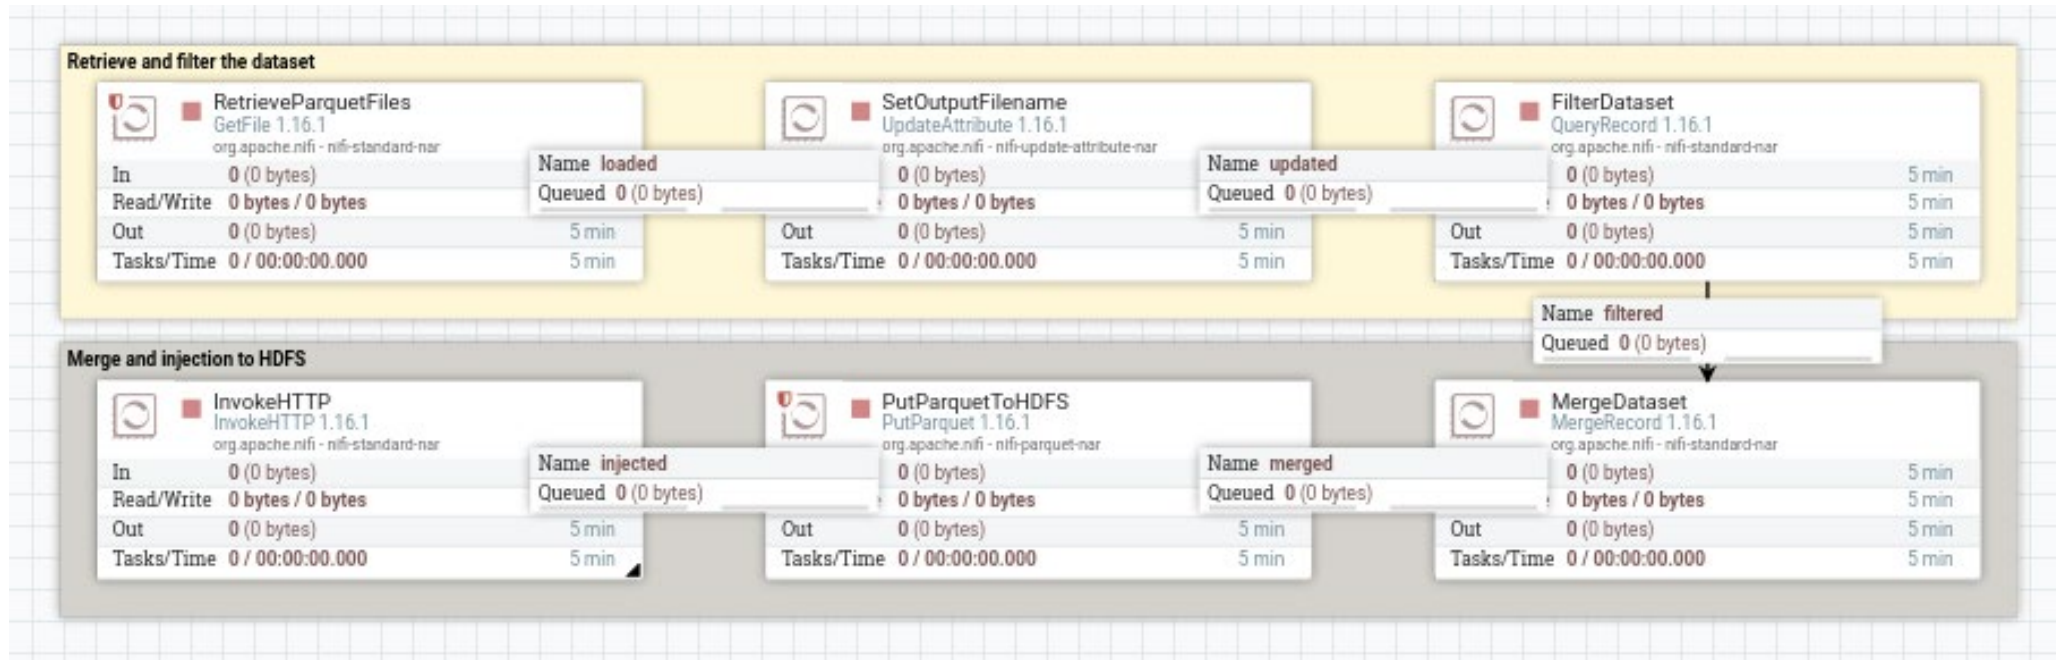 Retrieve and filter the dataset
RetrieveParquetFiles
GetFile 1.16.1
org.apache.nifi - nifi-standard-nar
In 0 (0 bytes)
Read/Write 0 bytes / 0 bytes
Out 0 (0 bytes) 5 min
Tasks/Time 0 / 00:00:00.000 5 min
Name loaded
Queued 0 (0 bytes)
SetOutputFilename
UpdateAttribute 1.16.1
org.apache.nifi - nifi-update-attribute-nar
0 (0 bytes)
0 bytes / 0 bytes
Out 0 (0 bytes) 5 min
Tasks/Time 0 / 00:00:00.000 5 min
Name updated
Queued 0 (0 bytes)
FilterDataset
QueryRecord 1.16.1
org.apache.nifi - nifi-standard-nar
0 (0 bytes) 5 min
0 bytes / 0 bytes 5 min
Out 0 (0 bytes) 5 min
Tasks/Time 0 / 00:00:00.000 5 min
Name filtered
Queued 0 (0 bytes)
Merge and injection to HDFS
InvokeHTTP
InvokeHTTP 1.16.1
org.apache.nifi - nifi-standard-nar
In 0 (0 bytes)
Read/Write 0 bytes / 0 bytes
Out 0 (0 bytes) 5 min
Tasks/Time 0 / 00:00:00.000 5 min
Name injected
Queued 0 (0 bytes)
PutParquetToHDFS
PutParquet 1.16.1
org.apache.nifi - nifi-parquet-nar
0 (0 bytes)
0 bytes / 0 bytes
Out 0 (0 bytes) 5 min
Tasks/Time 0 / 00:00:00.000 5 min
Name merged
Queued 0 (0 bytes)
MergeDataset
MergeRecord 1.16.1
org.apache.nifi - nifi-standard-nar
0 (0 bytes) 5 min
0 bytes / 0 bytes 5 min
Out 0 (0 bytes) 5 min
Tasks/Time 0 / 00:00:00.000 5 min